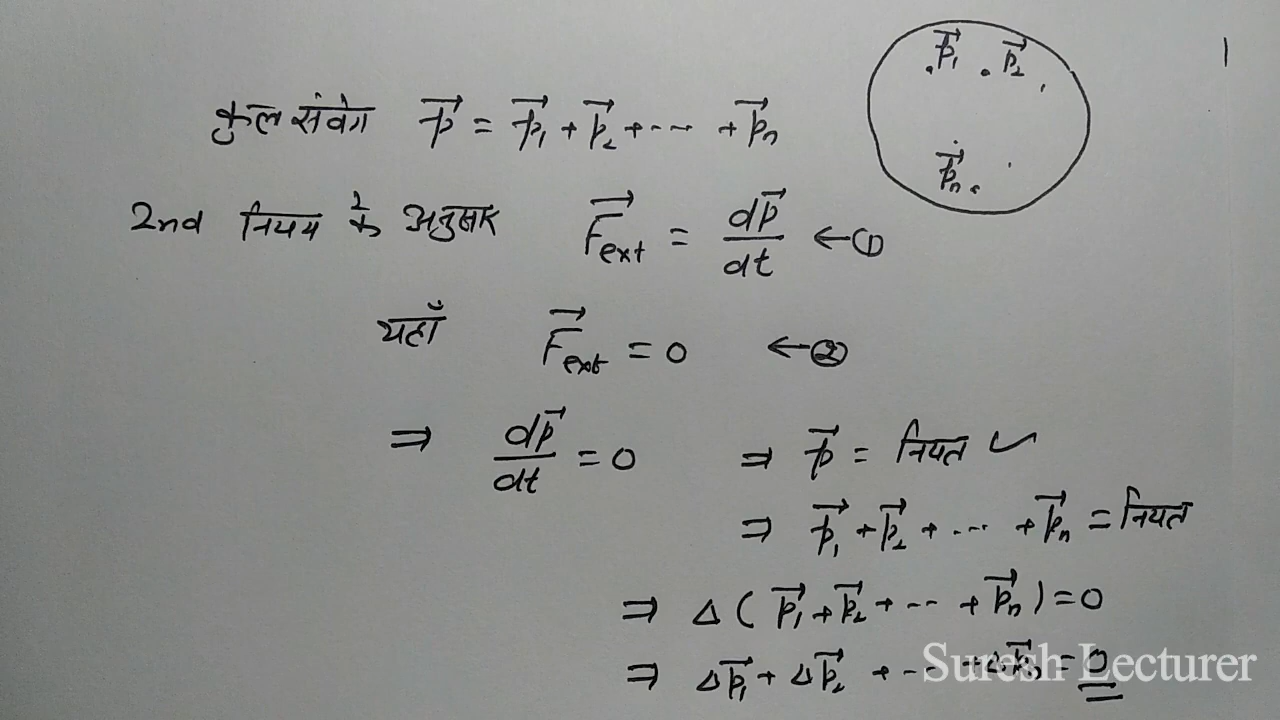 p⃗₁ p⃗₂ 1
कुल संवेग p⃗ = p⃗₁ + p⃗₂ + ---- + p⃗ₙ
p⃗ₙ
2nd नियम के अनुसार F⃗ext = dp⃗/dt ← ①
यहाँ F⃗ext = 0 ← ②
⇒ dp⃗/dt = 0 ⇒ p⃗ = नियत ✓
⇒ p⃗₁ + p⃗₂ + ---- + p⃗ₙ = नियत
⇒ Δ(p⃗₁ + p⃗₂ + --- + p⃗ₙ) = 0
⇒ Δp⃗₁ + Δp⃗₂ + --- + Δp⃗ₙ = 0
Suresh Lecturer